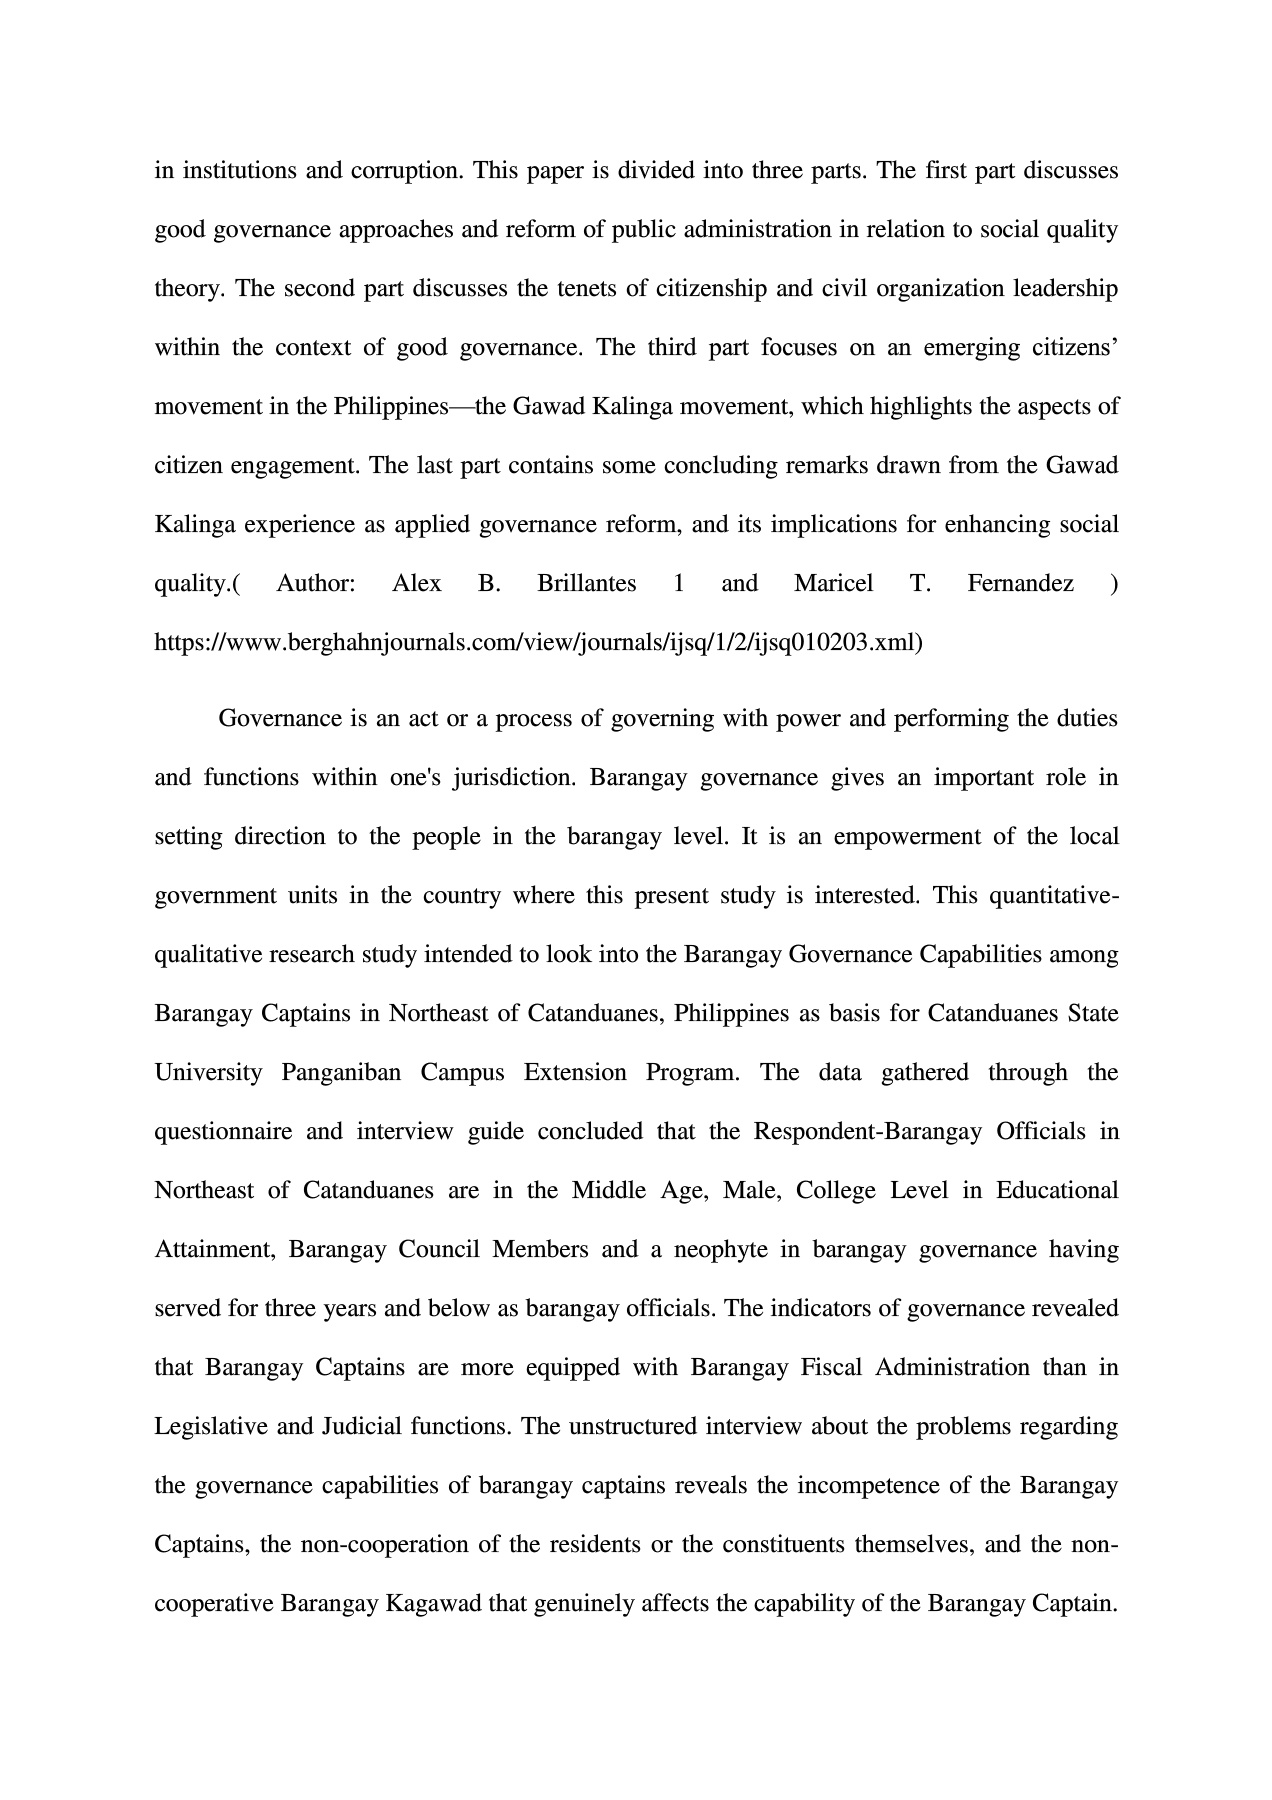 in institutions and corruption. This paper is divided into three parts. The first part discusses
good governance approaches and reform of public administration in relation to social quality
theory. The second part discusses the tenets of citizenship and civil organization leadership
within the context of good governance. The third part focuses on an emerging citizens’
movement in the Philippines—the Gawad Kalinga movement, which highlights the aspects of
citizen engagement. The last part contains some concluding remarks drawn from the Gawad
Kalinga experience as applied governance reform, and its implications for enhancing social
quality.( Author: Alex B. Brillantes 1 and Maricel T. Fernandez )
https://www.berghahnjournals.com/view/journals/ijsq/1/2/ijsq010203.xml)
Governance is an act or a process of governing with power and performing the duties
and functions within one's jurisdiction. Barangay governance gives an important role in
setting direction to the people in the barangay level. It is an empowerment of the local
government units in the country where this present study is interested. This quantitative-
qualitative research study intended to look into the Barangay Governance Capabilities among
Barangay Captains in Northeast of Catanduanes, Philippines as basis for Catanduanes State
University Panganiban Campus Extension Program. The data gathered through the
questionnaire and interview guide concluded that the Respondent-Barangay Officials in
Northeast of Catanduanes are in the Middle Age, Male, College Level in Educational
Attainment, Barangay Council Members and a neophyte in barangay governance having
served for three years and below as barangay officials. The indicators of governance revealed
that Barangay Captains are more equipped with Barangay Fiscal Administration than in
Legislative and Judicial functions. The unstructured interview about the problems regarding
the governance capabilities of barangay captains reveals the incompetence of the Barangay
Captains, the non-cooperation of the residents or the constituents themselves, and the non-
cooperative Barangay Kagawad that genuinely affects the capability of the Barangay Captain.